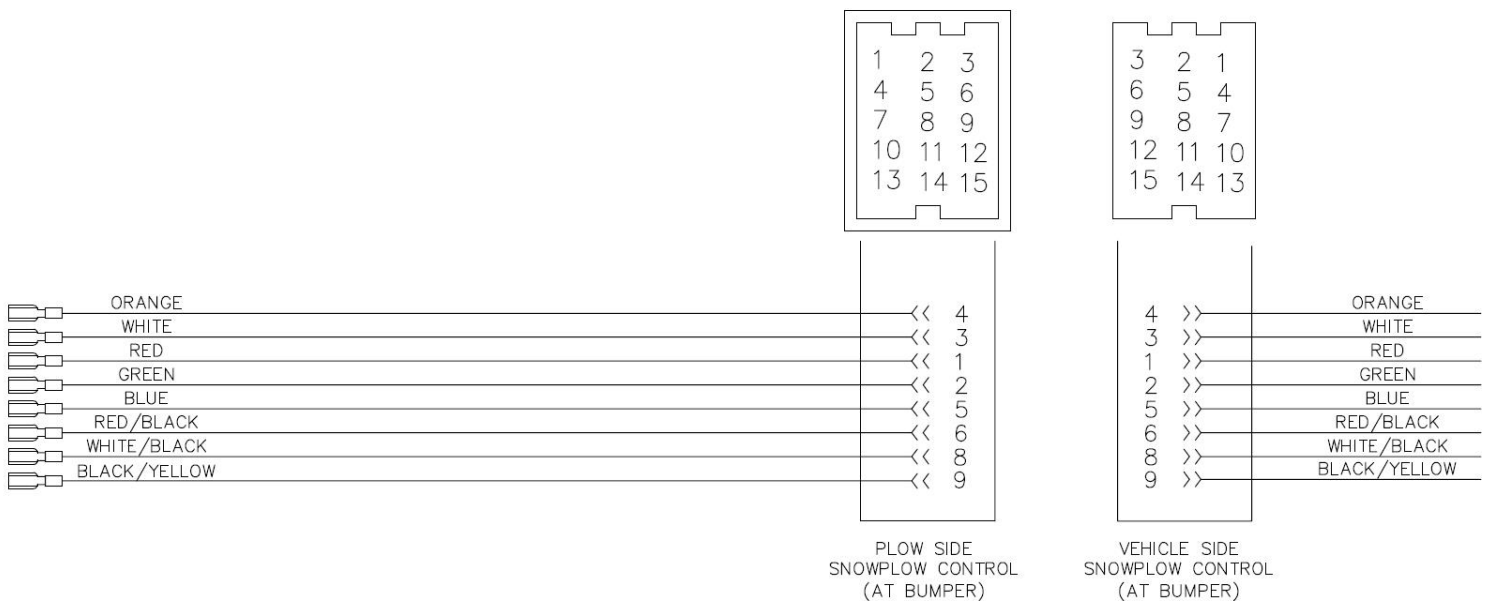 1 2 3
4 5 6
7 8 9
10 11 12
13 14 15
3 2 1
6 5 4
9 8 7
12 11 10
15 14 13
ORANGE
WHITE
RED
GREEN
BLUE
RED/BLACK
WHITE/BLACK
BLACK/YELLOW
4
3
1
2
5
6
8
9
PLOW SIDE
SNOWPLOW CONTROL
(AT BUMPER)
4
3
1
2
5
6
8
9
VEHICLE SIDE
SNOWPLOW CONTROL
(AT BUMPER)
ORANGE
WHITE
RED
GREEN
BLUE
RED/BLACK
WHITE/BLACK
BLACK/YELLOW